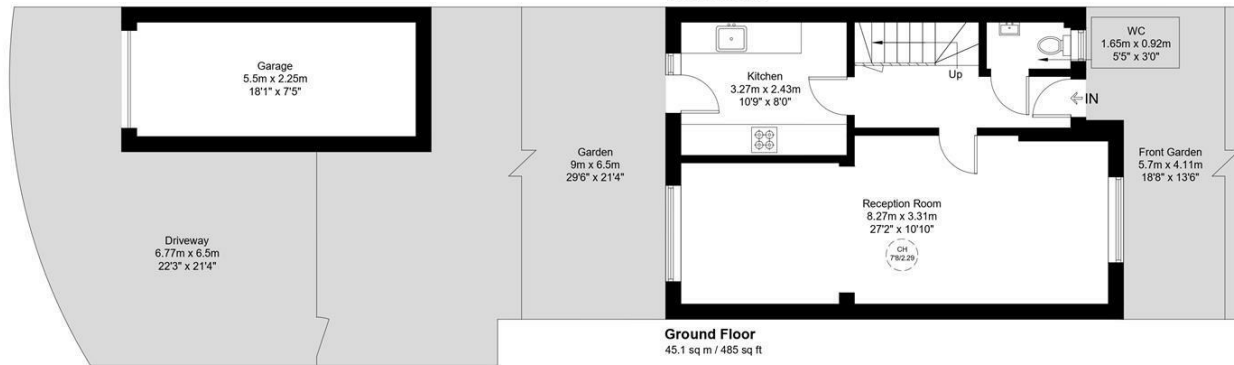 Garage
5.5m x 2.25m
18'1" x 7'5"
Driveway
6.77m x 6.5m
22'3" x 21'4"
Garden
9m x 6.5m
29'6" x 21'4"
Kitchen
3.27m x 2.43m
10'9" x 8'0"
Up
WC
1.65m x 0.92m
5'5" x 3'0"
IN
Reception Room
8.27m x 3.31m
27'2" x 10'10"
CH
7'6/2.29
Front Garden
5.7m x 4.11m
18'8" x 13'6"
Ground Floor
45.1 sq m / 485 sq ft